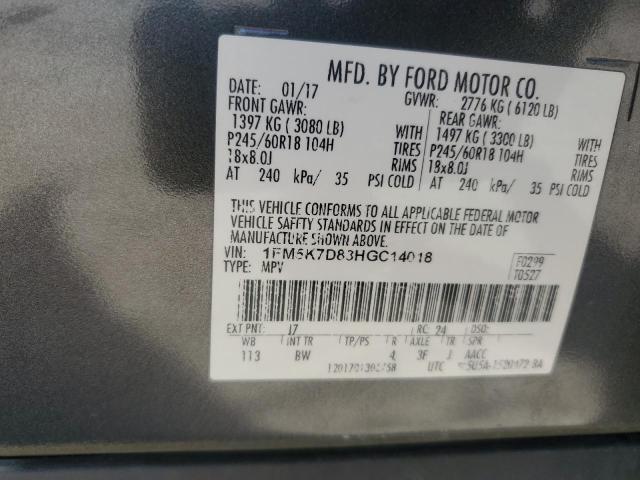 MFD. BY FORD MOTOR CO.
DATE: 01/17 GVWR: 2776 KG ( 6120 LB)
FRONT GAWR: REAR GAWR:
1397 KG ( 3080 LB) WITH 1497 KG ( 3300 LB) WITH
P245/60R18 104H TIRES P245/60R18 104H TIRES
18x8.0J RIMS 18x8.0J RIMS
AT 240 kPa/ 35 PSI COLD AT 240 kPa/ 35 PSI COLD
THIS VEHICLE CONFORMS TO ALL APPLICABLE FEDERAL MOTOR
VEHICLE SAFETY STANDARDS IN EFFECT ON THE DATE OF
MANUFACTURE SHOWN ABOVE.
VIN: 1FM5K7D83HGC14018 F0299
TYPE: MPV T0527
EXT PNT: J7 RC: 24 DSO:
WB INT TR TP/PS R AXLE TR SPR
113 BW 4 3F J AACC
UTC